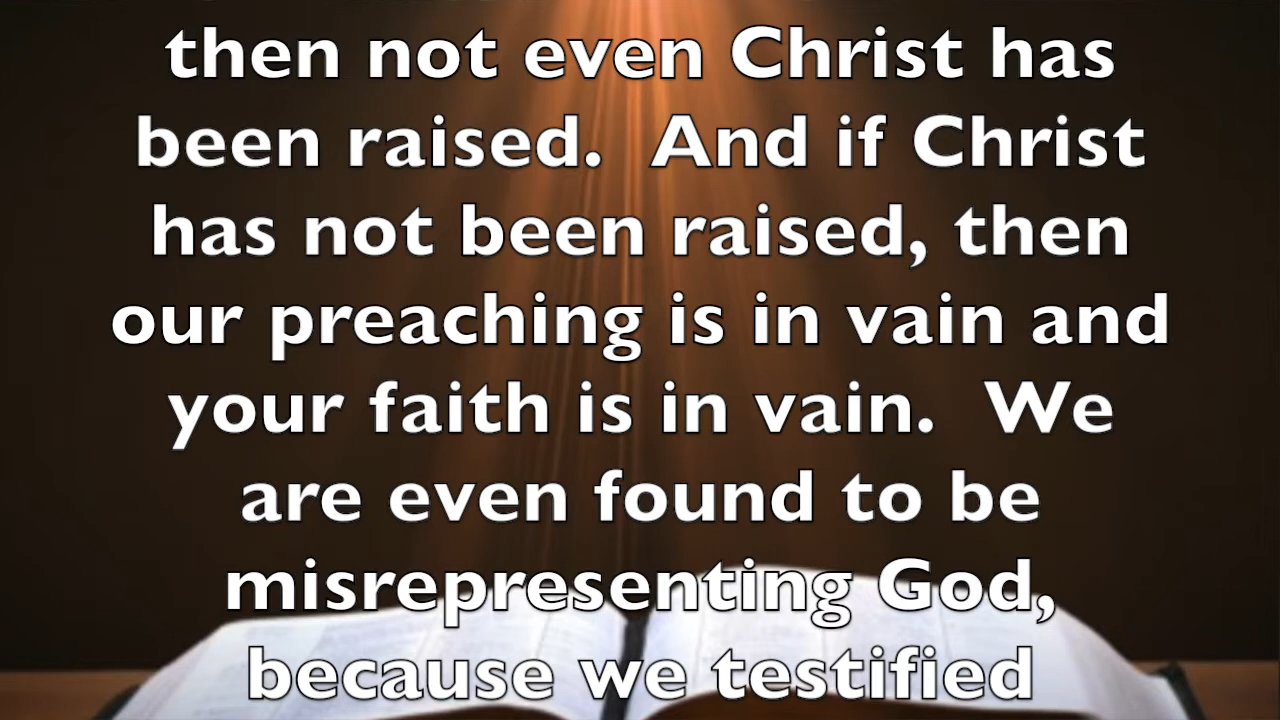 then not even Christ has
been raised.  And if Christ
has not been raised, then
our preaching is in vain and
your faith is in vain.  We
are even found to be
misrepresenting God,
because we testified